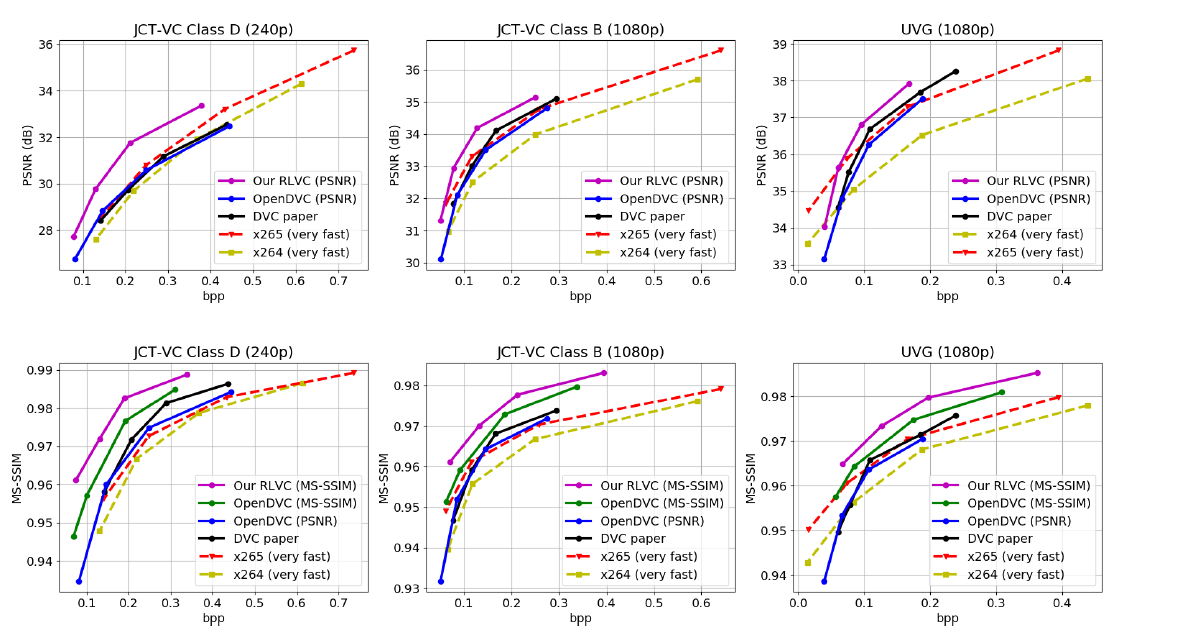 JCT-VC Class D (240p)
PSNR (dB)
36
34
32
30
28
0.1 0.2 0.3 0.4 0.5 0.6 0.7
bpp
Our RLVC (PSNR)
OpenDVC (PSNR)
DVC paper
x265 (very fast)
x264 (very fast)
JCT-VC Class B (1080p)
PSNR (dB)
36
35
34
33
32
31
30
0.1 0.2 0.3 0.4 0.5 0.6
bpp
Our RLVC (PSNR)
OpenDVC (PSNR)
DVC paper
x265 (very fast)
x264 (very fast)
UVG (1080p)
PSNR (dB)
39
38
37
36
35
34
33
0.0 0.1 0.2 0.3 0.4
bpp
Our RLVC (PSNR)
OpenDVC (PSNR)
DVC paper
x264 (very fast)
x265 (very fast)
JCT-VC Class D (240p)
MS-SSIM
0.99
0.98
0.97
0.96
0.95
0.94
0.1 0.2 0.3 0.4 0.5 0.6 0.7
bpp
Our RLVC (MS-SSIM)
OpenDVC (MS-SSIM)
OpenDVC (PSNR)
DVC paper
x265 (very fast)
x264 (very fast)
JCT-VC Class B (1080p)
MS-SSIM
0.98
0.97
0.96
0.95
0.94
0.93
0.1 0.2 0.3 0.4 0.5 0.6
bpp
Our RLVC (MS-SSIM)
OpenDVC (MS-SSIM)
OpenDVC (PSNR)
DVC paper
x265 (very fast)
x264 (very fast)
UVG (1080p)
MS-SSIM
0.98
0.97
0.96
0.95
0.94
0.0 0.1 0.2 0.3 0.4
bpp
Our RLVC (MS-SSIM)
OpenDVC (MS-SSIM)
OpenDVC (PSNR)
DVC paper
x265 (very fast)
x264 (very fast)